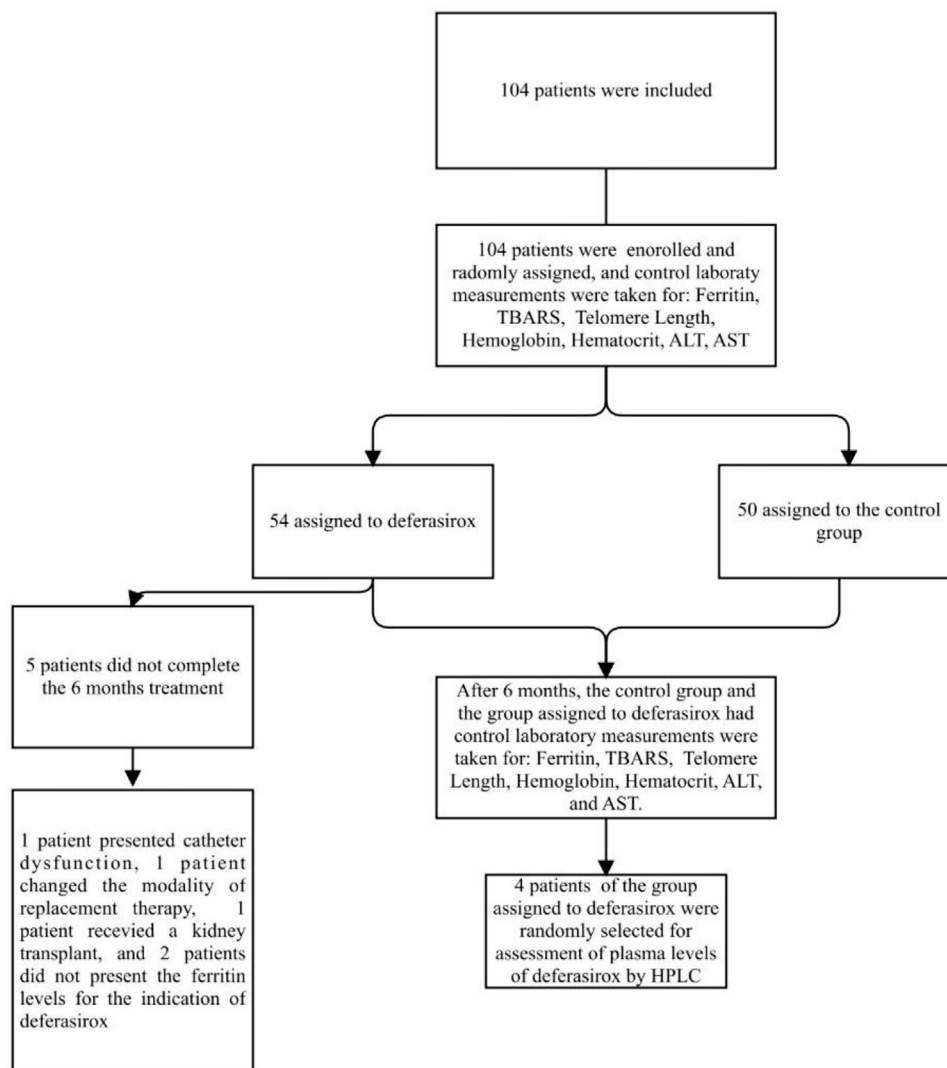 104 patients were included
104 patients were enorolled and
radomly assigned, and control laboraty
measurements were taken for: Ferritin,
TBARS, Telomere Length,
Hemoglobin, Hematocrit, ALT, AST
54 assigned to deferasirox
50 assigned to the control
group
5 patients did not complete
the 6 months treatment
After 6 months, the control group and
the group assigned to deferasirox had
control laboratory measurements were
taken for: Ferritin, TBARS, Telomere
Length, Hemoglobin, Hematocrit, ALT,
and AST.
1 patient presented catheter
dysfunction, 1 patient
changed the modality of
replacement therapy, 1
patient recevied a kidney
transplant, and 2 patients
did not present the ferritin
levels for the indication of
deferasirox
4 patients of the group
assigned to deferasirox were
randomly selected for
assessment of plasma levels
of deferasirox by HPLC